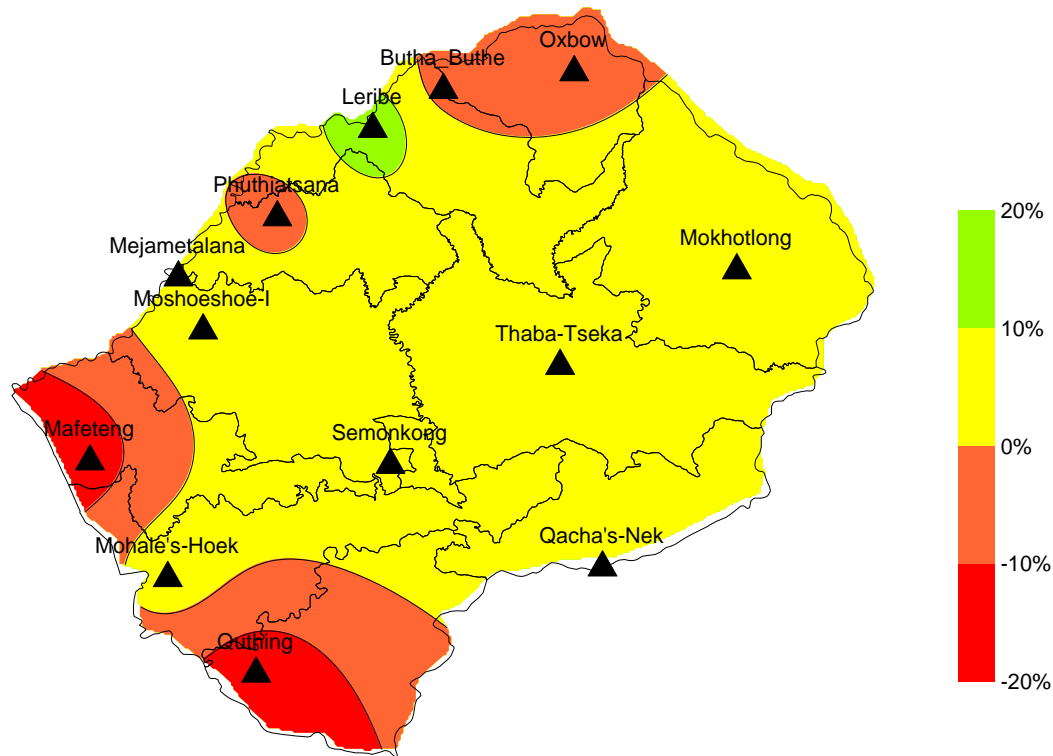 Oxbow
Butha_Buthe
Leribe
Phuthiatsana
Mejametalana
Mokhotlong
Moshoeshoe-I
Thaba-Tseka
Mafeteng
Semonkong
Mohale's-Hoek
Qacha's-Nek
Quthing
20%
10%
0%
-10%
-20%